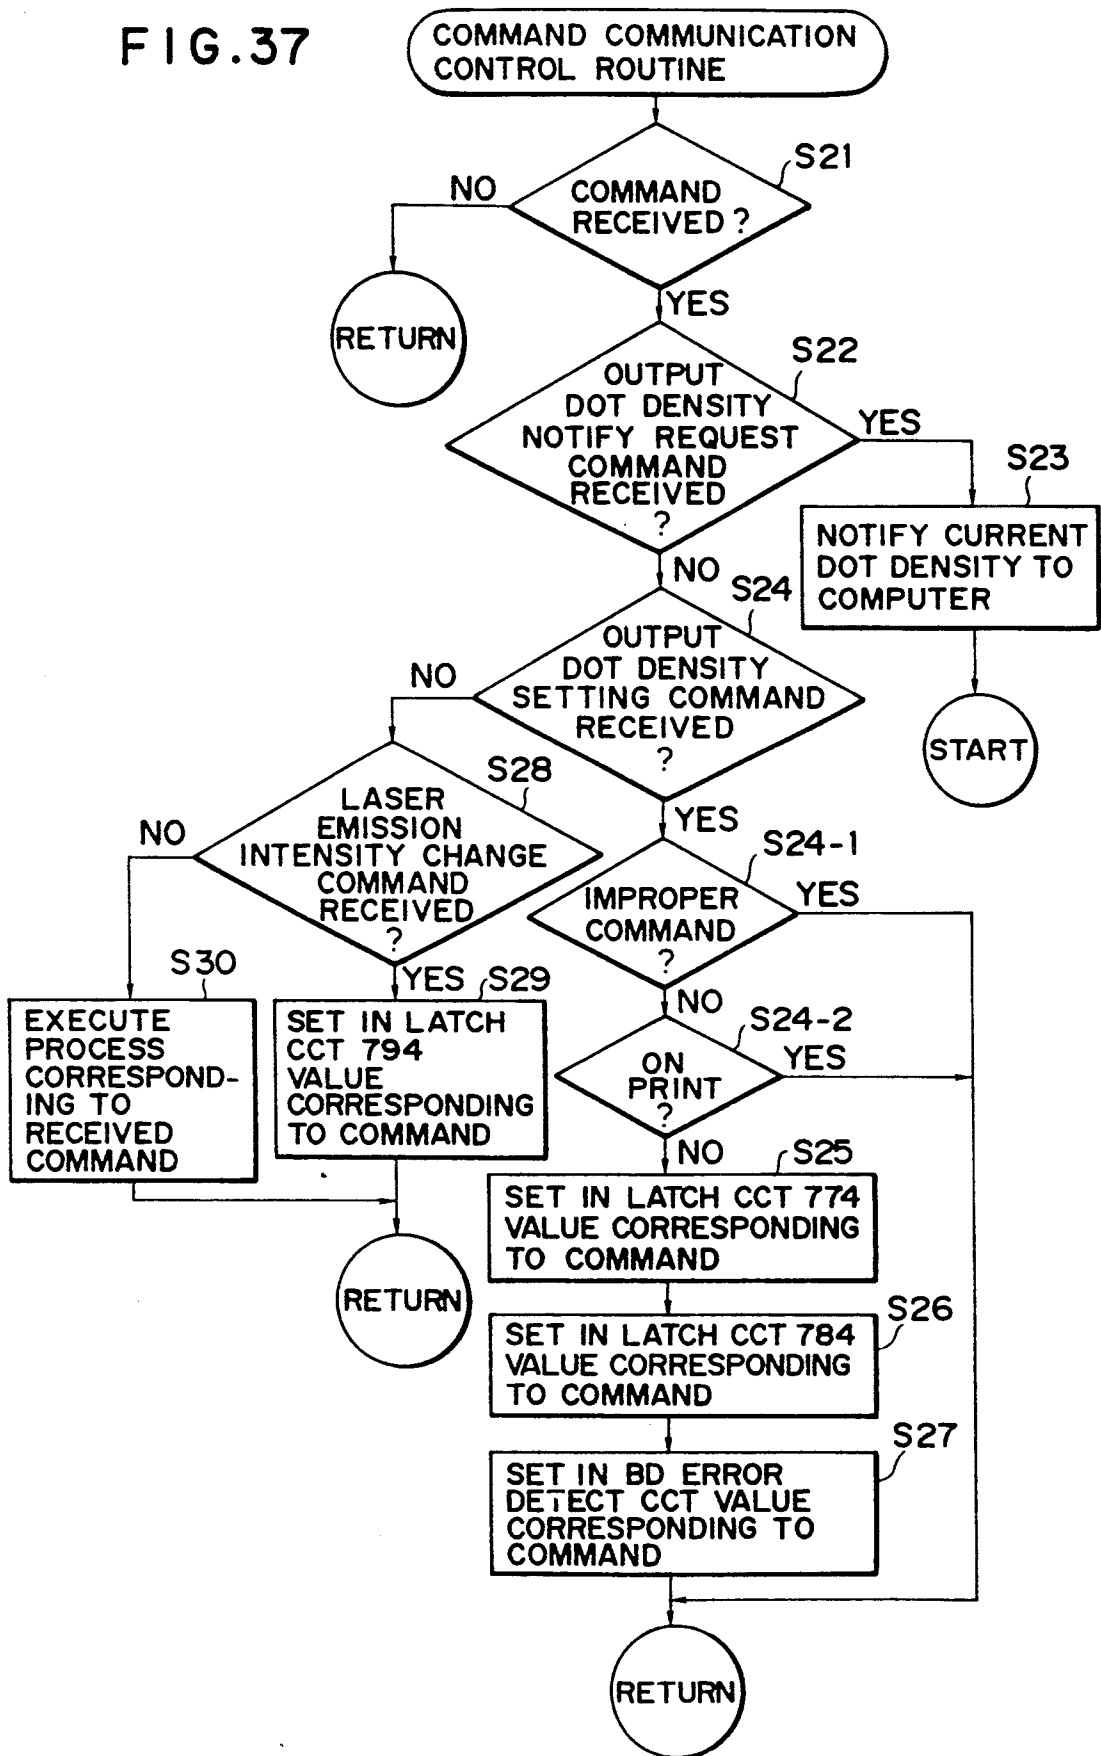 FIG.37
COMMAND COMMUNICATION
CONTROL ROUTINE
S21
NO
COMMAND
RECEIVED ?
YES
RETURN
S22
OUTPUT
DOT DENSITY
NOTIFY REQUEST
COMMAND
RECEIVED
?
YES
S23
NOTIFY CURRENT
DOT DENSITY TO
COMPUTER
NO
S24
OUTPUT
DOT DENSITY
SETTING COMMAND
RECEIVED
?
NO
START
S28
LASER
EMISSION
INTENSITY CHANGE
COMMAND
RECEIVED
?
NO
YES
S24-1
IMPROPER
COMMAND
?
YES
S30
YES
S29
NO
EXECUTE
PROCESS
CORRESPOND-
ING TO
RECEIVED
COMMAND
SET IN LATCH
CCT 794
VALUE
CORRESPONDING
TO COMMAND
S24-2
ON
PRINT
?
YES
NO
S25
SET IN LATCH CCT 774
VALUE CORRESPONDING
TO COMMAND
RETURN
S26
SET IN LATCH CCT 784
VALUE CORRESPONDING
TO COMMAND
S27
SET IN BD ERROR
DETECT CCT VALUE
CORRESPONDING TO
COMMAND
RETURN